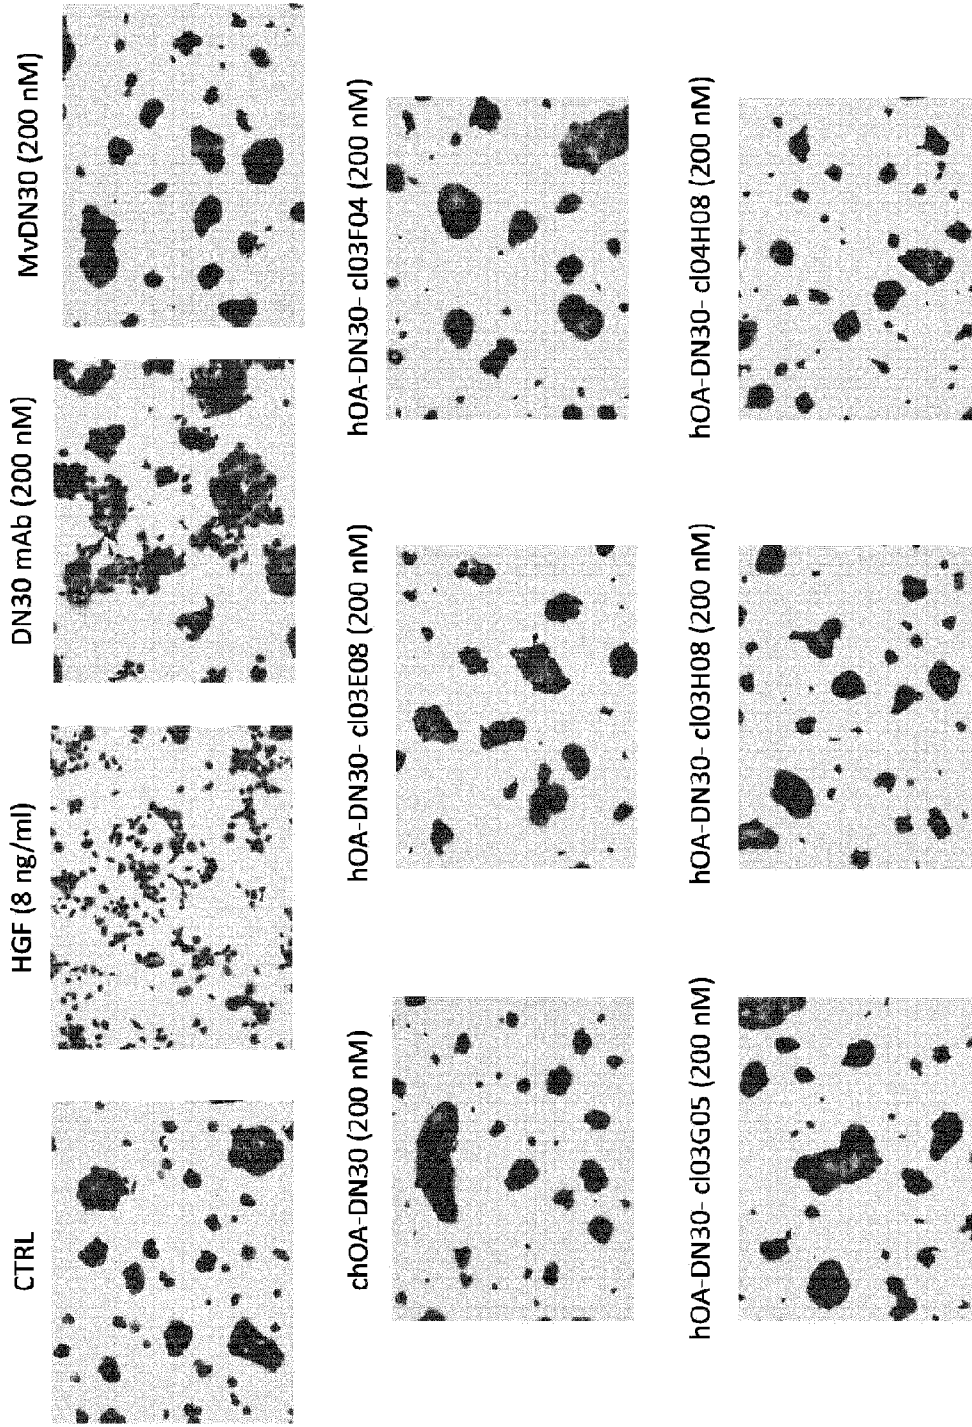 CTRL
HGF (8 ng/ml)
DN30 mAb (200 nM)
MvDN30 (200 nM)
chOA-DN30 (200 nM)
hOA-DN30- cl03E08 (200 nM)
hOA-DN30- cl03F04 (200 nM)
hOA-DN30- cl03G05 (200 nM)
hOA-DN30- cl03H08 (200 nM)
hOA-DN30- cl04H08 (200 nM)